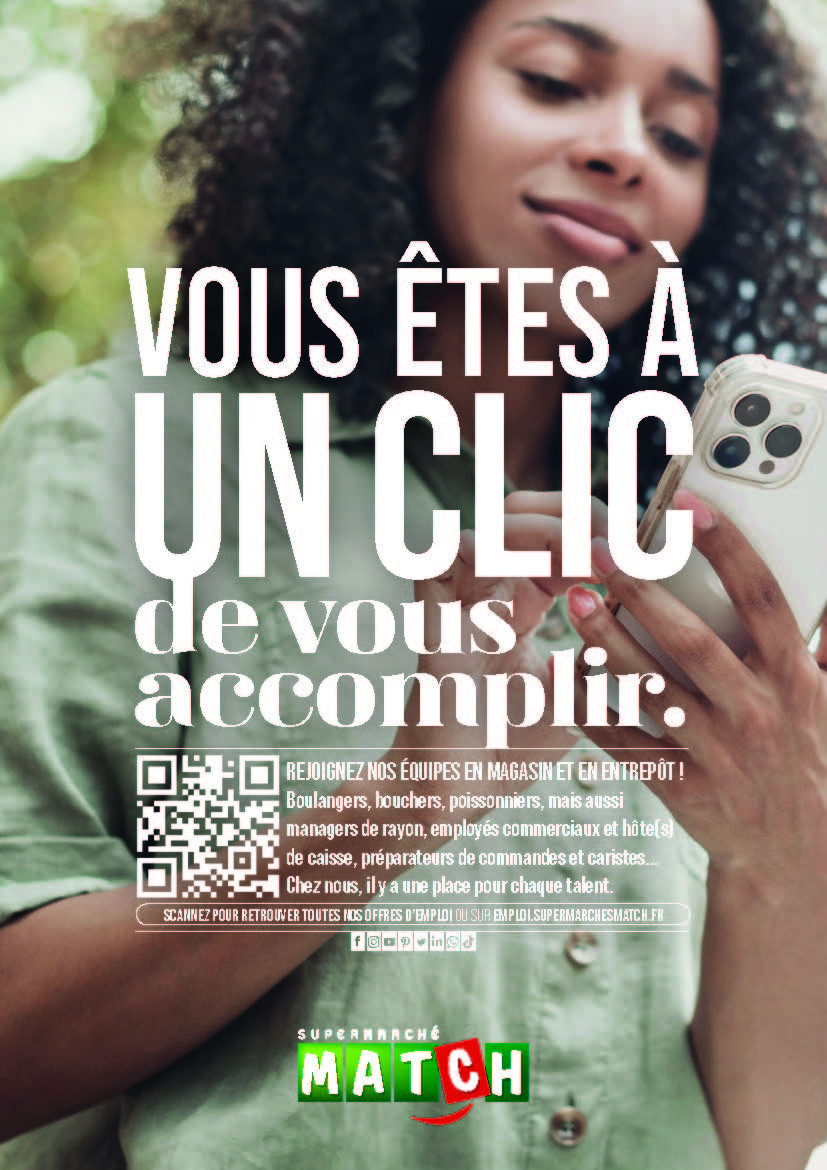 VOUS ÊTES À
UN CLIC
de vous
accomplir.
REJOIGNEZ NOS ÉQUIPES EN MAGASIN ET EN ENTREPÔT !
Boulangers, bouchers, poissonniers, mais aussi
managers de rayon, employés commerciaux et hôte(s)
de caisse, préparateurs de commandes et caristes...
Chez nous, il y a une place pour chaque talent.
SCANNEZ POUR RETROUVER TOUTES NOS OFFRES D'EMPLOI OU SUR EMPLOI.SUPERMARCHESMATCH.FR
SUPERMARCHÉ
MATCH